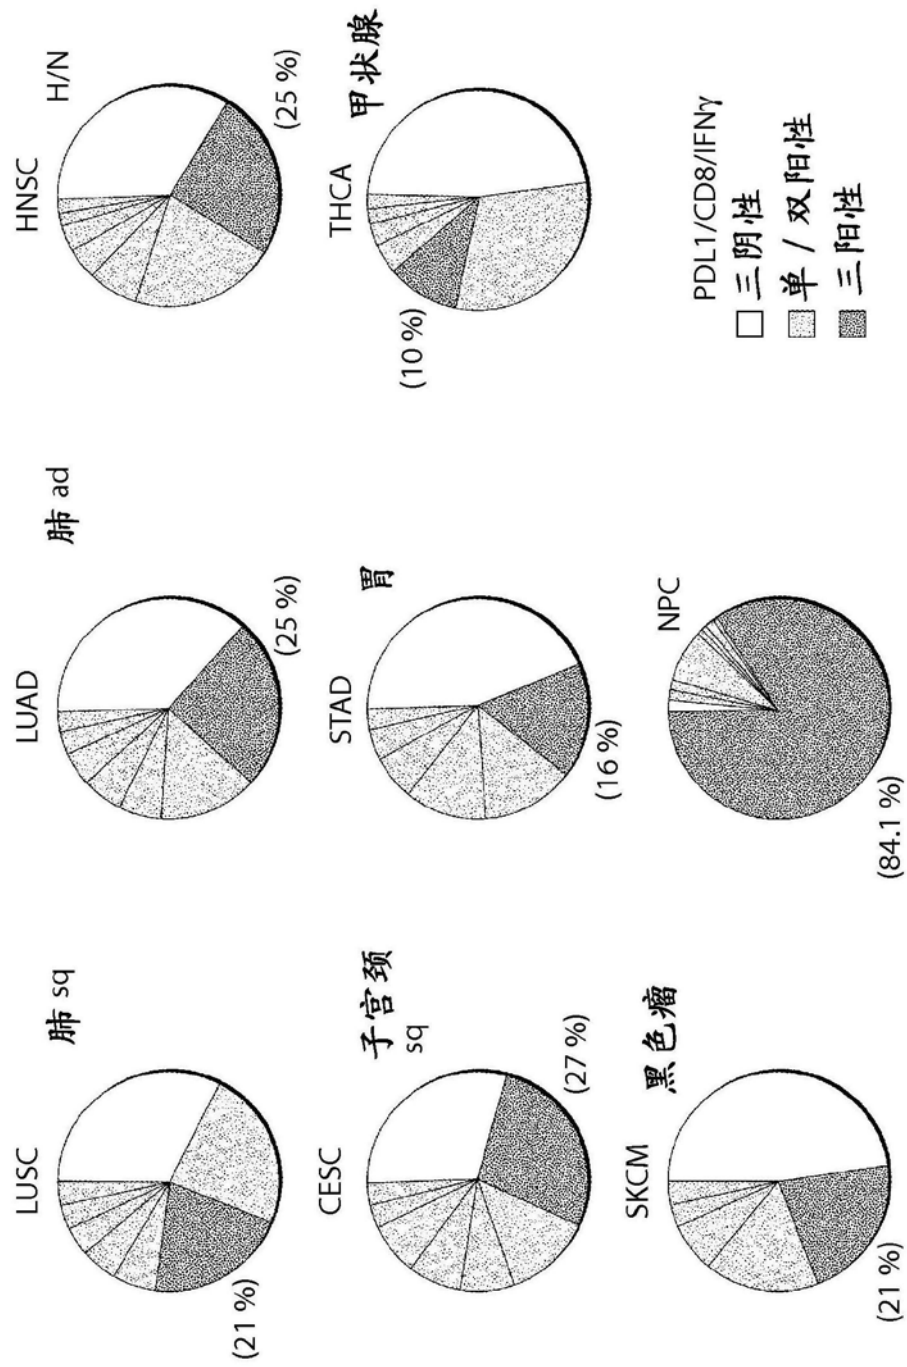 LUSC
肺 sq
(21 %)
LUAD
肺 ad
(25 %)
HNSC
H/N
(25 %)
CESC
子宫颈
sq
(27 %)
STAD
胃
(16 %)
THCA
甲状腺
(10 %)
SKCM
黑色瘤
(21 %)
NPC
(84.1 %)
PDL1/CD8/IFNγ
三阴性
单 / 双阳性
三阳性